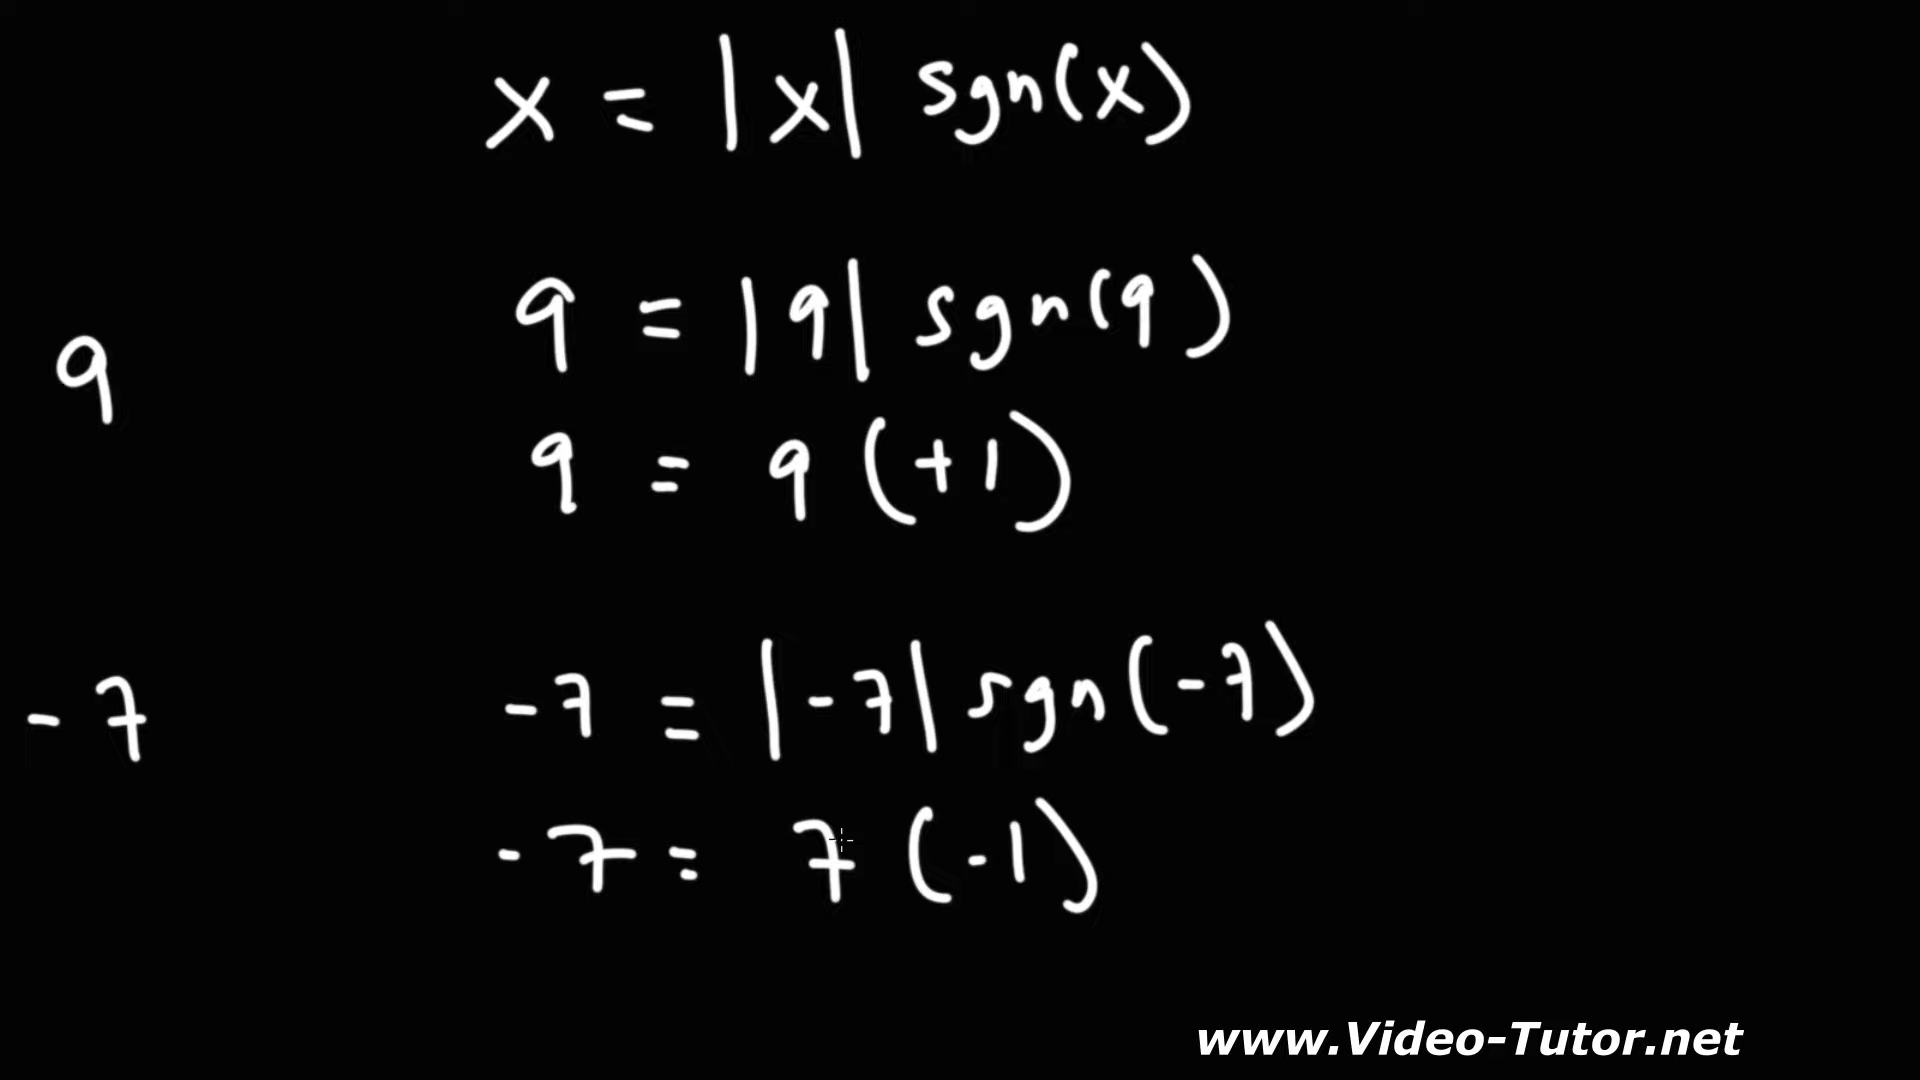 x = |x| sgn(x)
9 = |9| sgn(9)
9
9 = 9 (+1)
-7 = |-7| sgn(-7)
-7
-7 = 7 (-1)
www.Video-Tutor.net